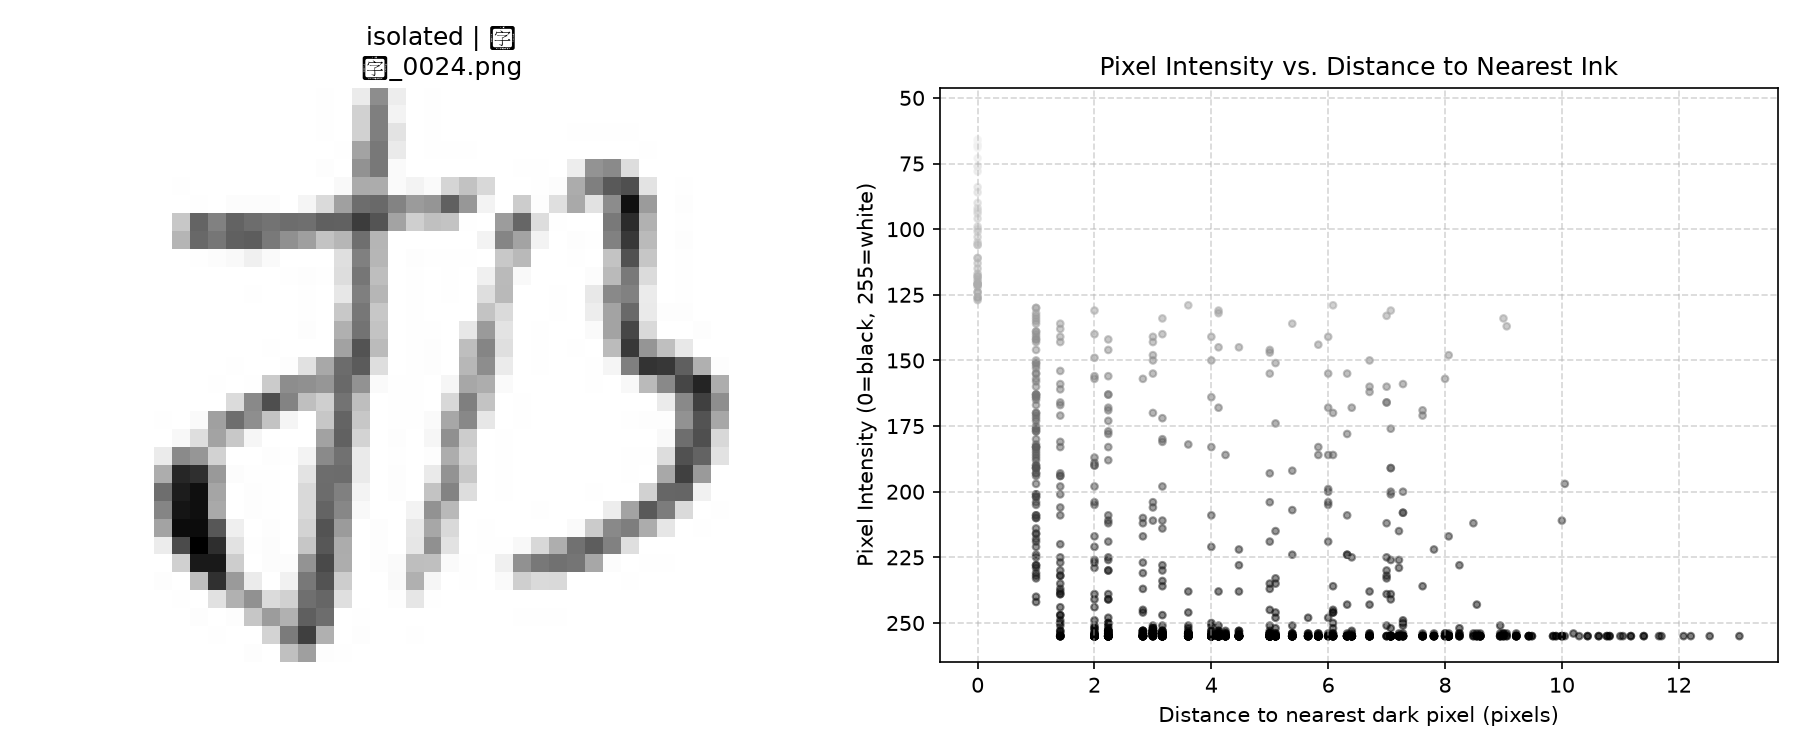 isolated |
_0024.png
扔
Pixel Intensity vs. Distance to Nearest Ink
50
75
100
125
150
175
200
225
250
Pixel Intensity (0=black, 255=white)
0 2 4 6 8 10 12
Distance to nearest dark pixel (pixels)